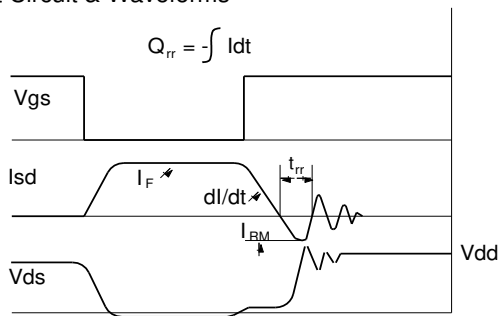 Circuit & Waveforms
Qrr = -∫ Idt
Vgs
Isd
IF
dI/dt
trr
IRM
Vdd
Vds